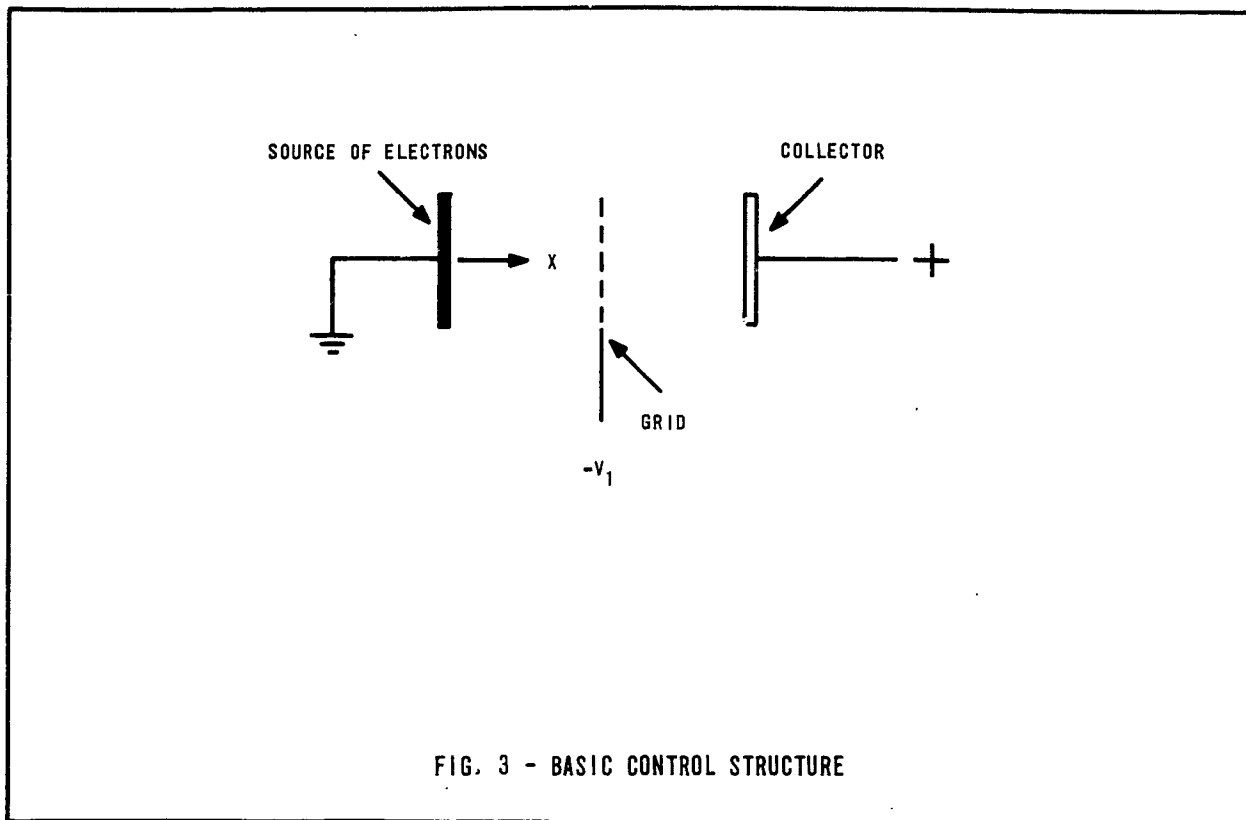 SOURCE OF ELECTRONS
COLLECTOR
X
+
GRID
-V₁
FIG. 3 - BASIC CONTROL STRUCTURE